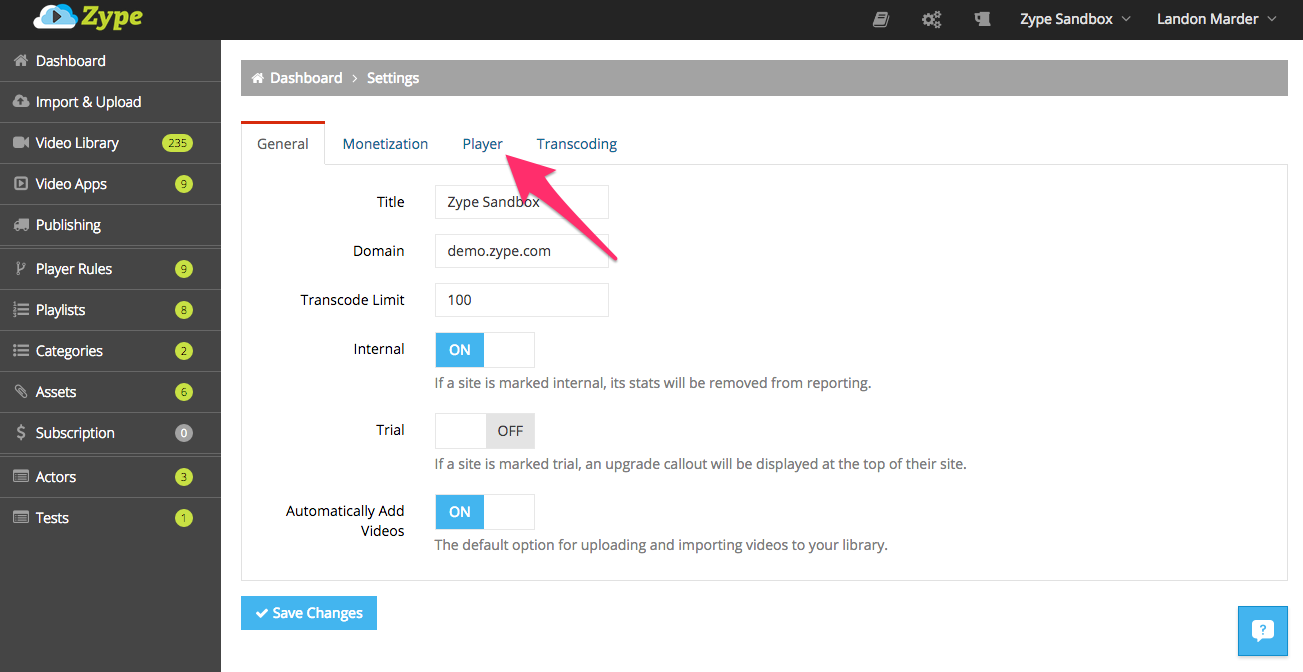 Zype
Zype Sandbox
Landon Marder
Dashboard
Import & Upload
Video Library 235
Video Apps 9
Publishing
Player Rules 9
Playlists 8
Categories 2
Assets 6
Subscription 0
Actors 3
Tests 1
Dashboard > Settings
General Monetization Player Transcoding
Title Zype Sandbox
Domain demo.zype.com
Transcode Limit 100
Internal ON
If a site is marked internal, its stats will be removed from reporting.
Trial OFF
If a site is marked trial, an upgrade callout will be displayed at the top of their site.
Automatically Add
Videos
ON
The default option for uploading and importing videos to your library.
Save Changes
?